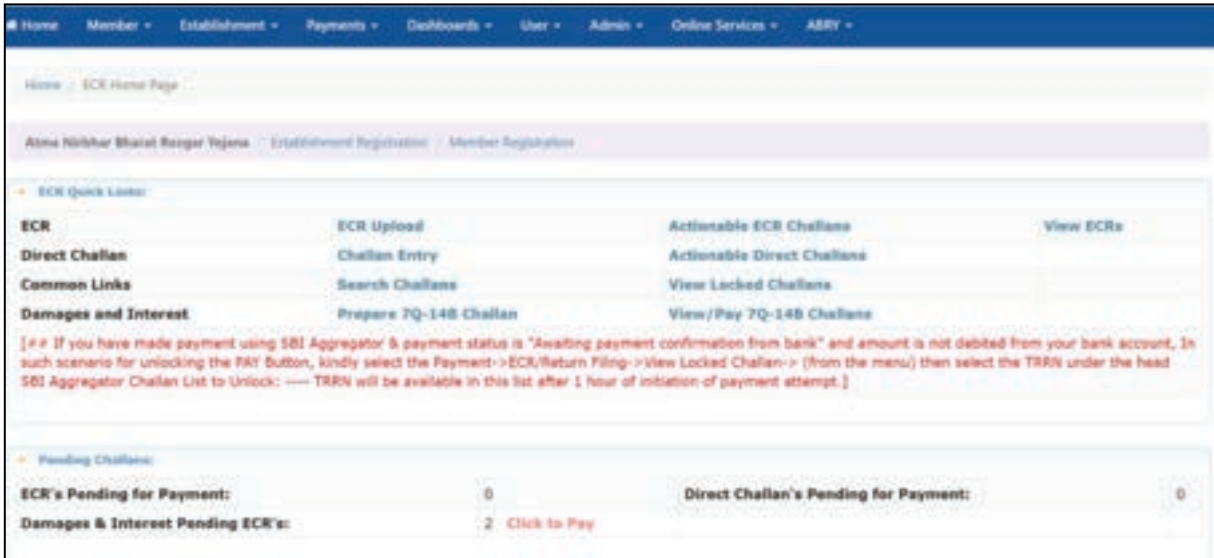 Home Member Establishment Payments Dashboards User Admin Online Services ABRY
Home / ECR Home Page
Atma Nirbhar Bharat Rozgar Yojana / Establishment Registration / Member Registration
ECR Quick Links:
ECR ECR Upload Actionable ECR Challans View ECRs
Direct Challan Challan Entry Actionable Direct Challans
Common Links Search Challans View Locked Challans
Damages and Interest Prepare 7Q-14B Challan View/Pay 7Q-14B Challans
[## If you have made payment using SBI Aggregator & payment status is "Awaiting payment confirmation from bank" and amount is not debited from your bank account, In
such scenario for unlocking the PAY Button, kindly select the Payment->ECR/Return Filing->View Locked Challan-> (from the menu) then select the TRRN under the head
SBI Aggregator Challan List to Unlock: ---- TRRN will be available in this list after 1 hour of initiation of payment attempt.]
Pending Challans:
ECR's Pending for Payment: 0 Direct Challan's Pending for Payment: 0
Damages & Interest Pending ECR's: 2 Click to Pay